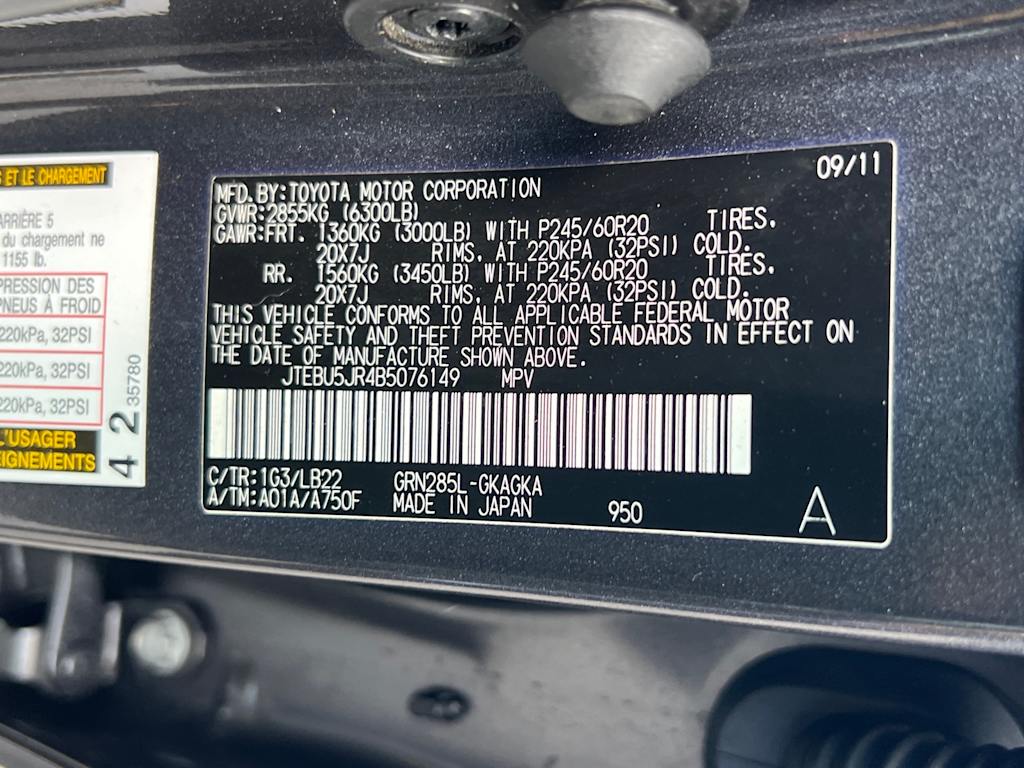 S ET LE CHARGEMENT
ARRIÈRE 5
du chargement ne
1155 lb.
PRESSION DES
PNEUS À FROID
220kPa, 32PSI
220kPa, 32PSI
220kPa, 32PSI
L'USAGER
EIGNEMENTS
42
35780
09/11
MFD. BY:TOYOTA MOTOR CORPORATION
GVWR:2855KG (6300LB)
GAWR:FRT. 1360KG (3000LB) WITH P245/60R20 TIRES.
20X7J RIMS. AT 220KPA (32PSI) COLD.
RR. 1560KG (3450LB) WITH P245/60R20 TIRES.
20X7J RIMS. AT 220KPA (32PSI) COLD.
THIS VEHICLE CONFORMS TO ALL APPLICABLE FEDERAL MOTOR
VEHICLE SAFETY AND THEFT PREVENTION STANDARDS IN EFFECT ON
THE DATE OF MANUFACTURE SHOWN ABOVE.
JTEBU5JR4B5076149 MPV
C/TR:1G3/LB22 GRN285L-GKAGKA
A/TM:A01A/A750F MADE IN JAPAN 950 A